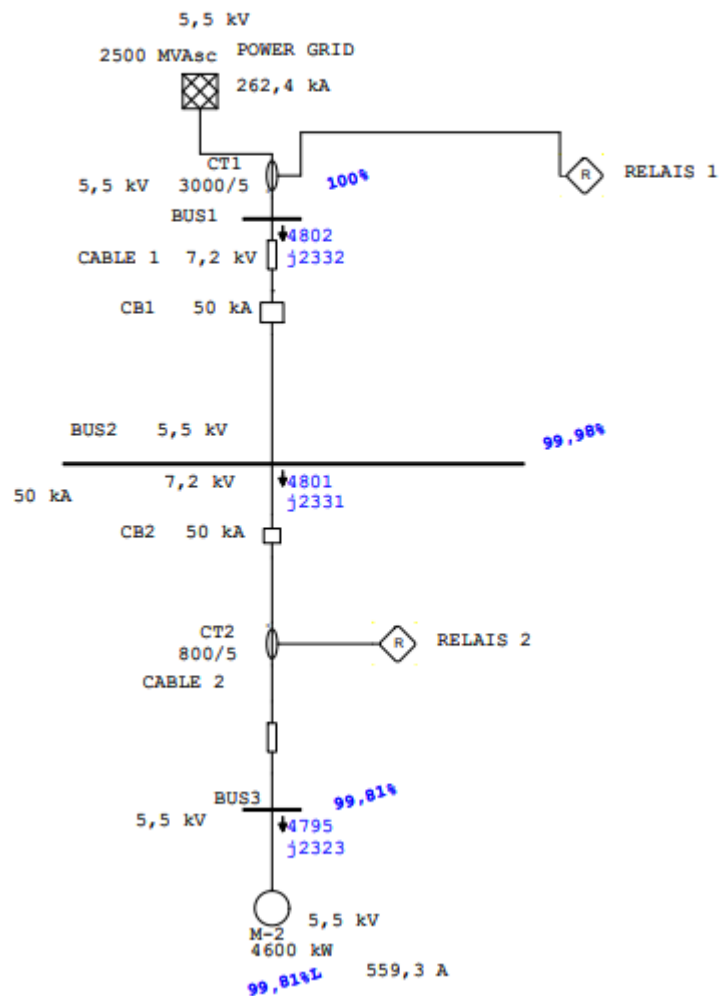 5,5 kV
2500 MVAsc POWER GRID
262,4 kA
CT1
5,5 kV 3000/5
100%
R RELAIS 1
BUS1
4802
j2332
CABLE 1 7,2 kV
CB1 50 kA
BUS2 5,5 kV
99,98%
7,2 kV
50 kA
4801
j2331
CB2 50 kA
CT2
800/5
R RELAIS 2
CABLE 2
BUS3
99,81%
5,5 kV
4795
j2323
5,5 kV
M-2
4600 kW
99,81%L
559,3 A